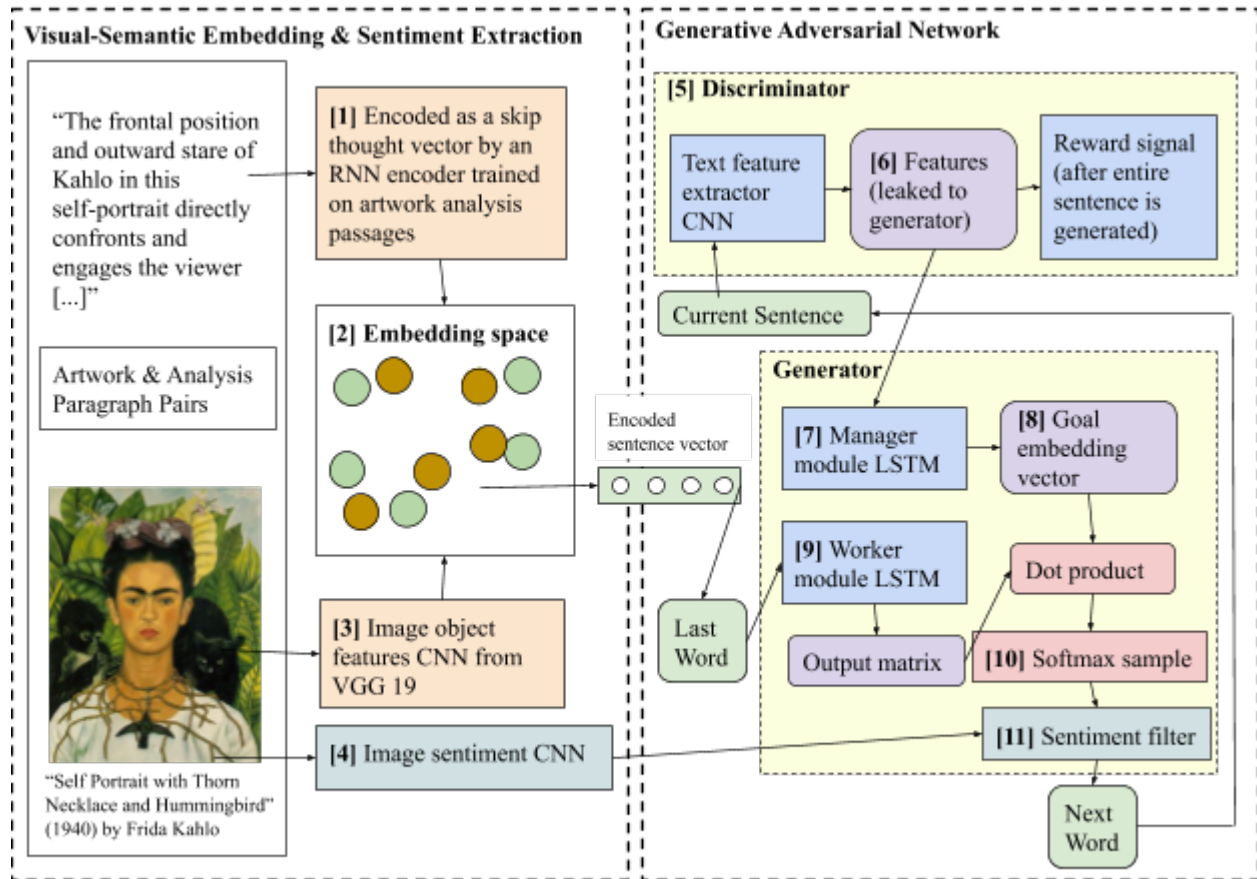 Visual-Semantic Embedding & Sentiment Extraction
“The frontal position
and outward stare of
Kahlo in this
self-portrait directly
confronts and
engages the viewer
[...]”
Artwork & Analysis
Paragraph Pairs
“Self Portrait with Thorn
Necklace and Hummingbird”
(1940) by Frida Kahlo
[1] Encoded as a skip
thought vector by an
RNN encoder trained
on artwork analysis
passages
[2] Embedding space
[3] Image object
features CNN from
VGG 19
[4] Image sentiment CNN
Encoded
sentence vector
Generative Adversarial Network
[5] Discriminator
Text feature
extractor
CNN
[6] Features
(leaked to
generator)
Reward signal
(after entire
sentence is
generated)
Current Sentence
Generator
[7] Manager
module LSTM
[8] Goal
embedding
vector
[9] Worker
module LSTM
Dot product
Last
Word
Output matrix
[10] Softmax sample
[11] Sentiment filter
Next
Word